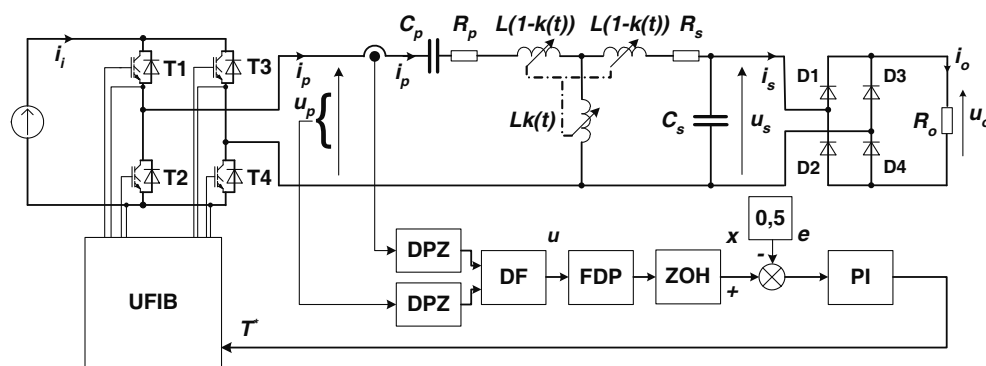 C_p R_p L(1-k(t)) L(1-k(t)) R_s
i_i T1 T3 i_p i_p i_s D1 D3 i_o
u_p { Lk(t) C_s u_s R_o u_o
T2 T4 D2 D4
0,5
DPZ u x - e
DF FDP ZOH + PI
DPZ
UFIB
T*